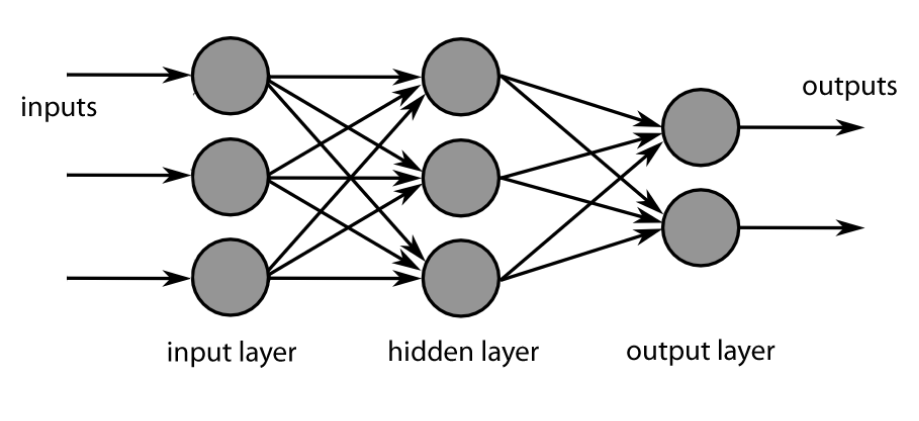 inputs
outputs
input layer
hidden layer
output layer